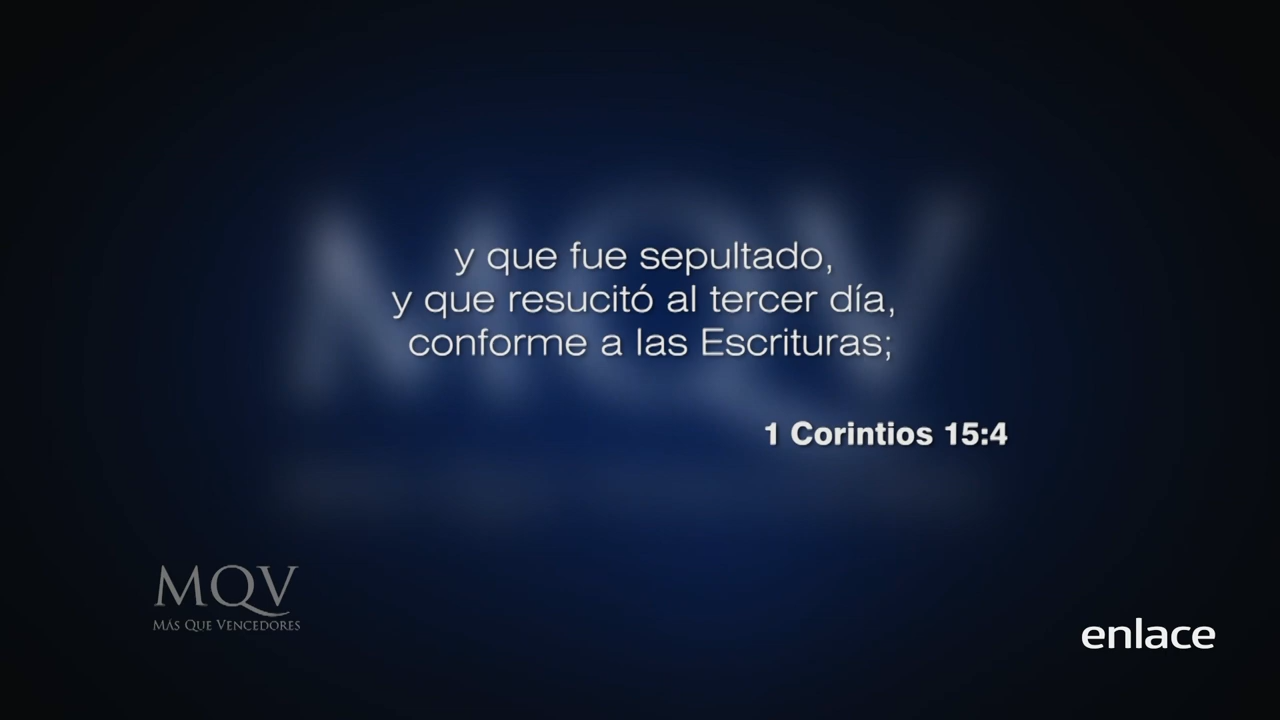 y que fue sepultado,
y que resucitó al tercer día,
conforme a las Escrituras;
1 Corintios 15:4
MQV
MÁS QUE VENCEDORES
enlace